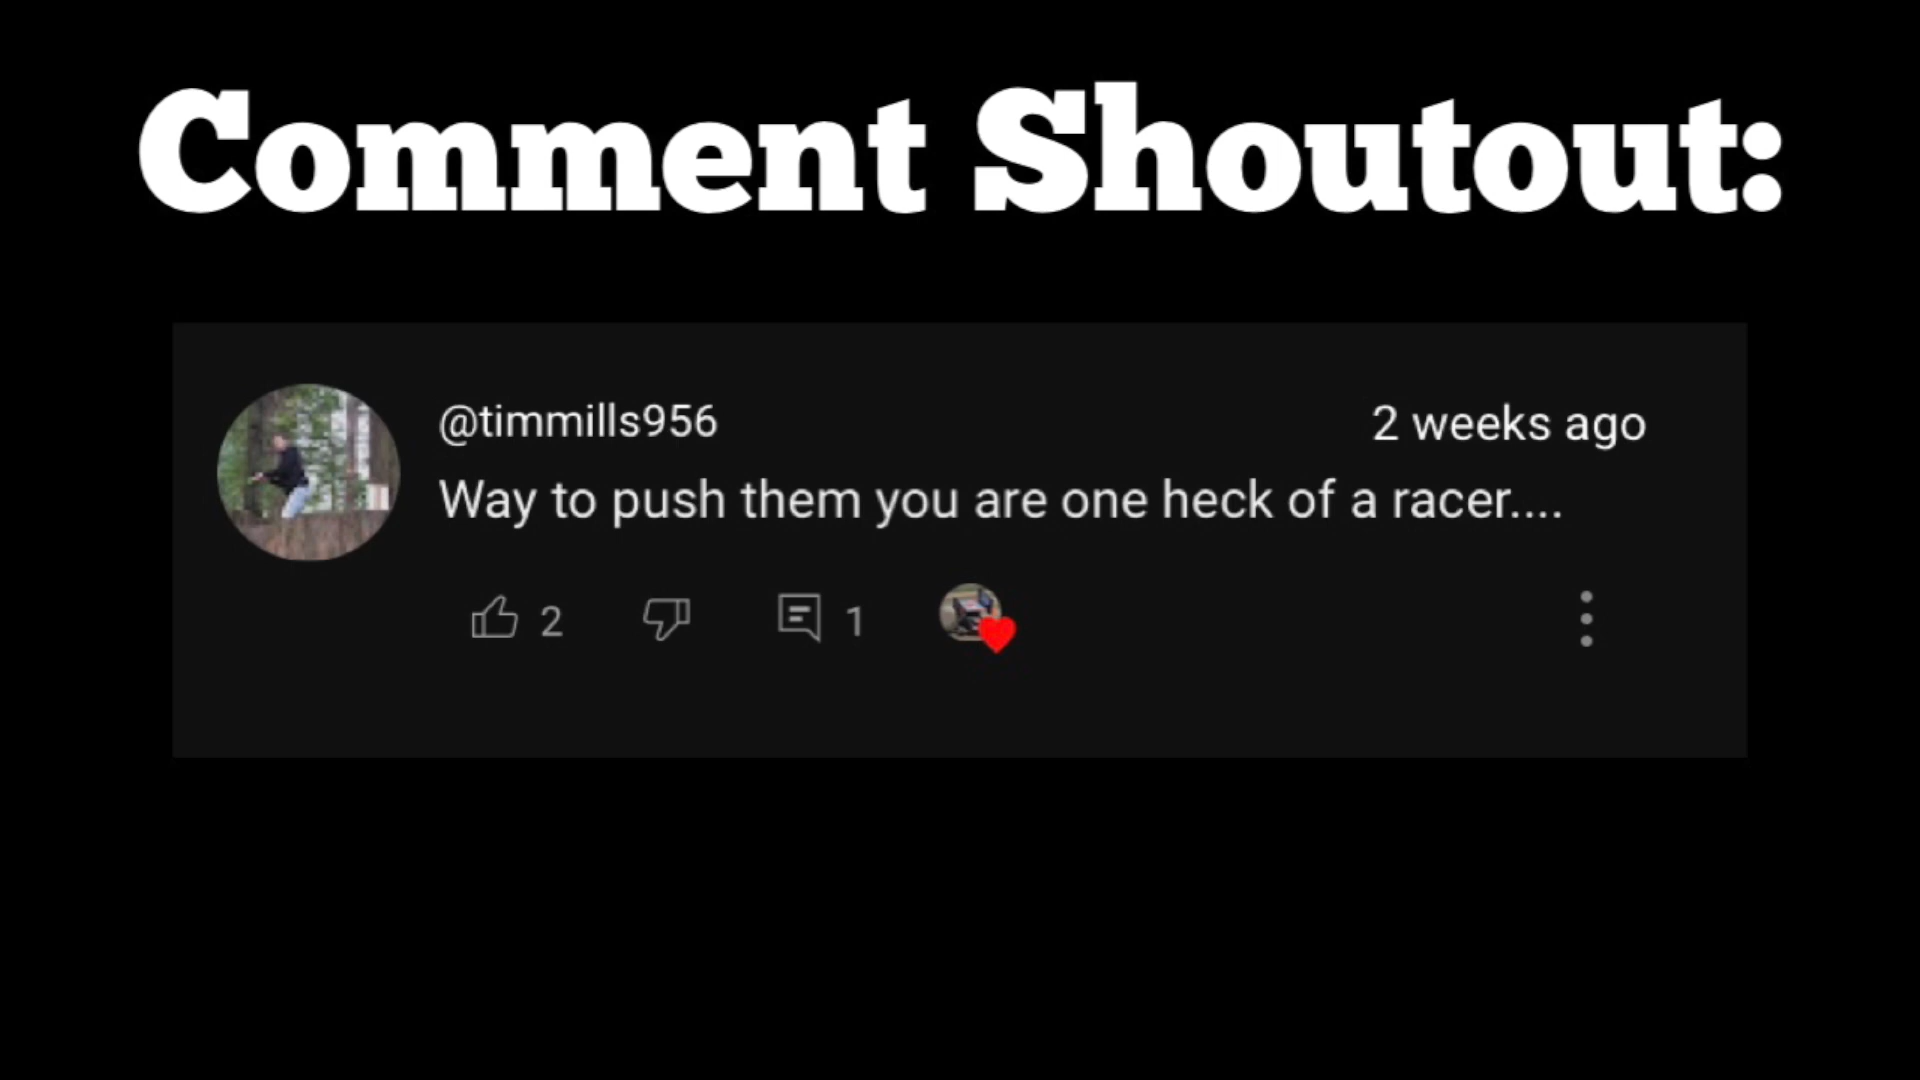 Comment Shoutout:
@timmills956
2 weeks ago
Way to push them you are one heck of a racer....
2
1